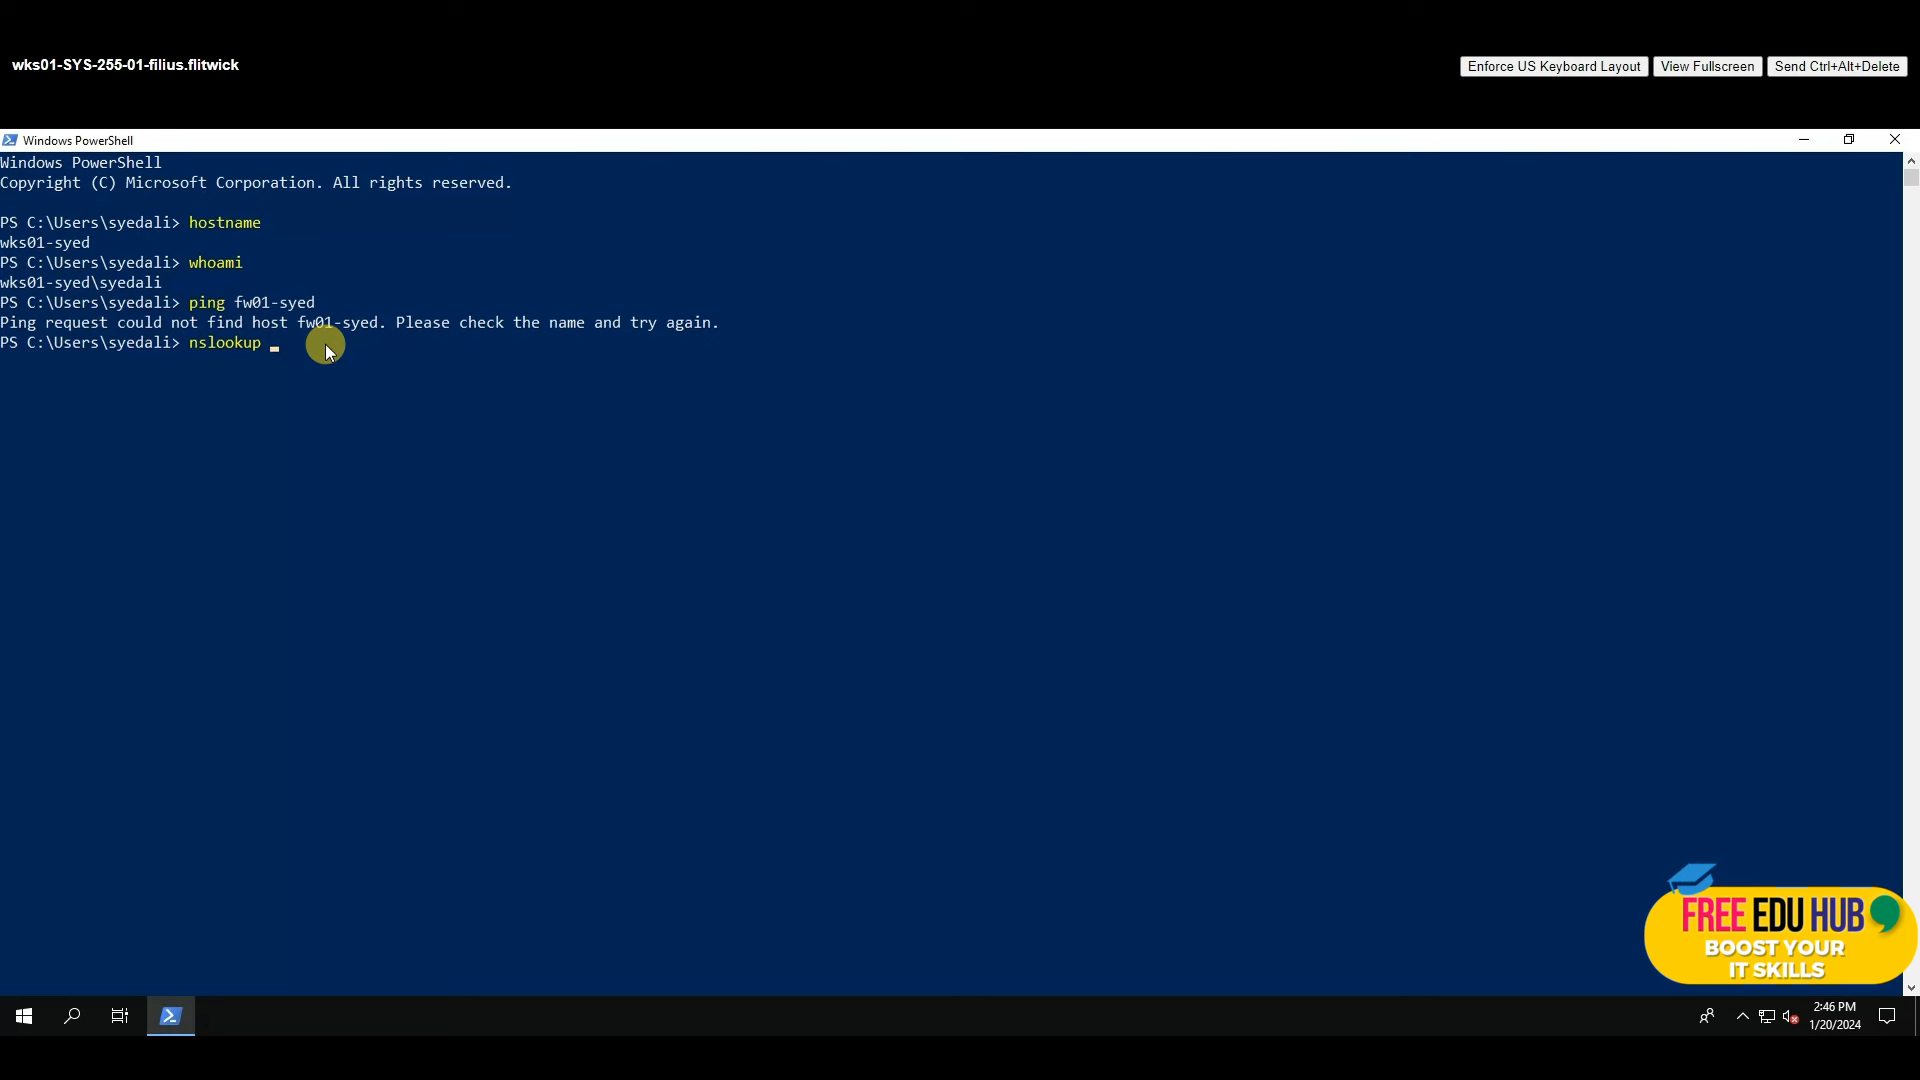 wks01-SYS-255-01-filius.flitwick
Enforce US Keyboard Layout View Fullscreen Send Ctrl+Alt+Delete
Windows PowerShell
Windows PowerShell
Copyright (C) Microsoft Corporation. All rights reserved.
PS C:\Users\syedali> hostname
wks01-syed
PS C:\Users\syedali> whoami
wks01-syed\syedali
PS C:\Users\syedali> ping fw01-syed
Ping request could not find host fw01-syed. Please check the name and try again.
PS C:\Users\syedali> nslookup
FREE EDU HUB
BOOST YOUR
IT SKILLS
2:46 PM
1/20/2024